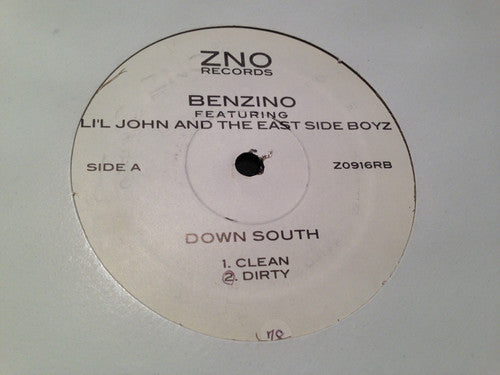 ZNO
RECORDS
BENZINO
FEATURING
LI'L JOHN AND THE EAST SIDE BOYZ
SIDE A
Z0916RB
DOWN SOUTH
1. CLEAN
2. DIRTY